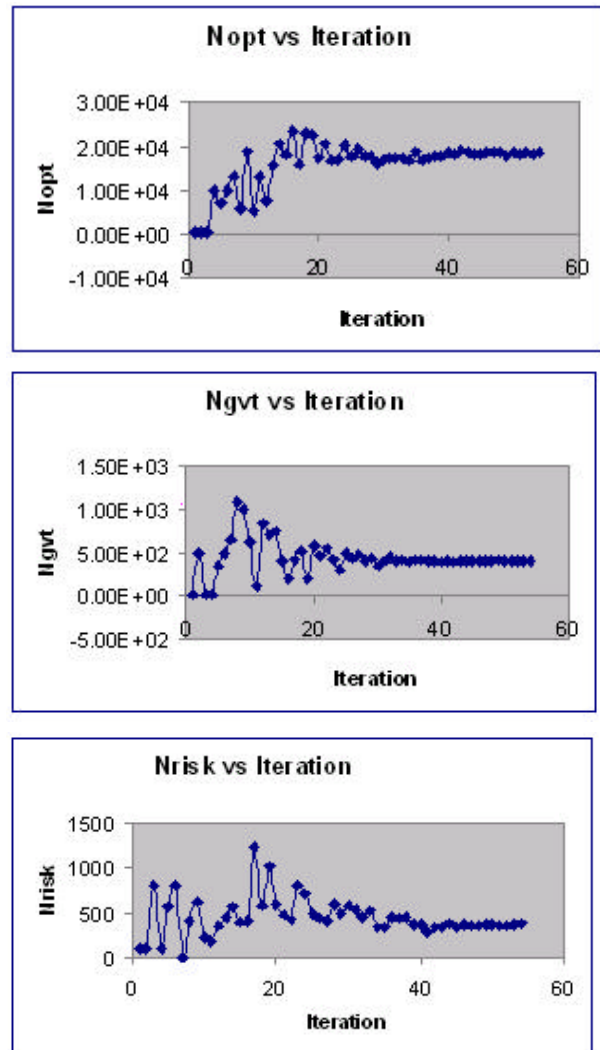 Nopt vs Iteration
3.00E + 04
2.00E + 04
1.00E + 04
0.00E + 00
-1.00E + 04
0 20 40 60
Nopt
Iteration
Ngvt vs Iteration
1.50E + 03
1.00E + 03
5.00E + 02
0.00E + 00
-5.00E + 02
0 20 40 60
Ngvt
Iteration
Nrisk vs Iteration
1500
1000
500
0
0 20 40 60
Nrisk
Iteration